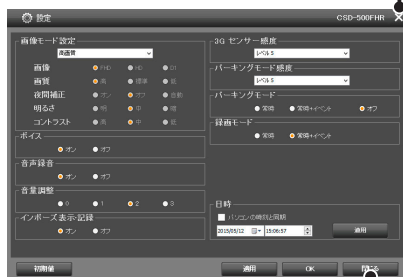 設定
CSD-500FHR
画像モード設定
高画質
画像 FHD HD D1
画質 高 標準 低
夜間補正 オン オフ 自動
明るさ 明 中 暗
コントラスト 高 中 低
ボイス
オン オフ
音声録音
オン オフ
音量調整
0 1 2 3
インポーズ表示·記録
オン オフ
3G センサー感度
レベル 5
パーキングモード感度
レベル 5
パーキングモード
常時 常時+イベント オフ
録画モード
常時 常時+イベント
日時
パソコンの時刻と同期
2015/05/12 15:06:57 適用
初期値 適用 OK 閉じる